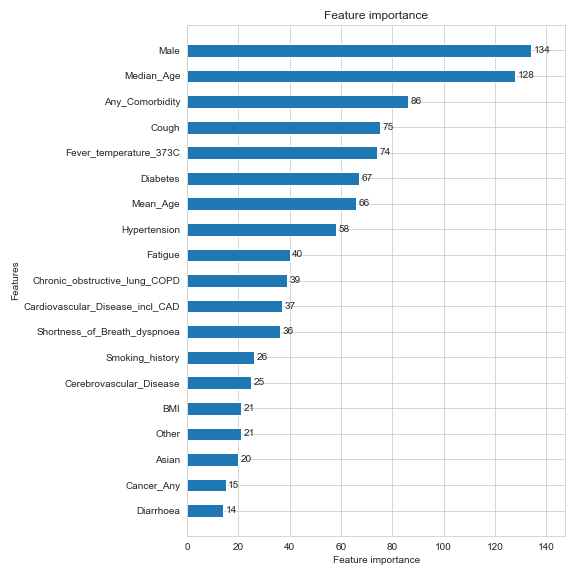 Feature importance
Male 134
Median_Age 128
Any_Comorbidity 86
Cough 75
Fever_temperature_373C 74
Diabetes 67
Mean_Age 66
Hypertension 58
Fatigue 40
Chronic_obstructive_lung_COPD 39
Cardiovascular_Disease_incl_CAD 37
Shortness_of_Breath_dyspnoea 36
Smoking_history 26
Cerebrovascular_Disease 25
BMI 21
Other 21
Asian 20
Cancer_Any 15
Diarrhoea 14
Features
0 20 40 60 80 100 120 140
Feature importance